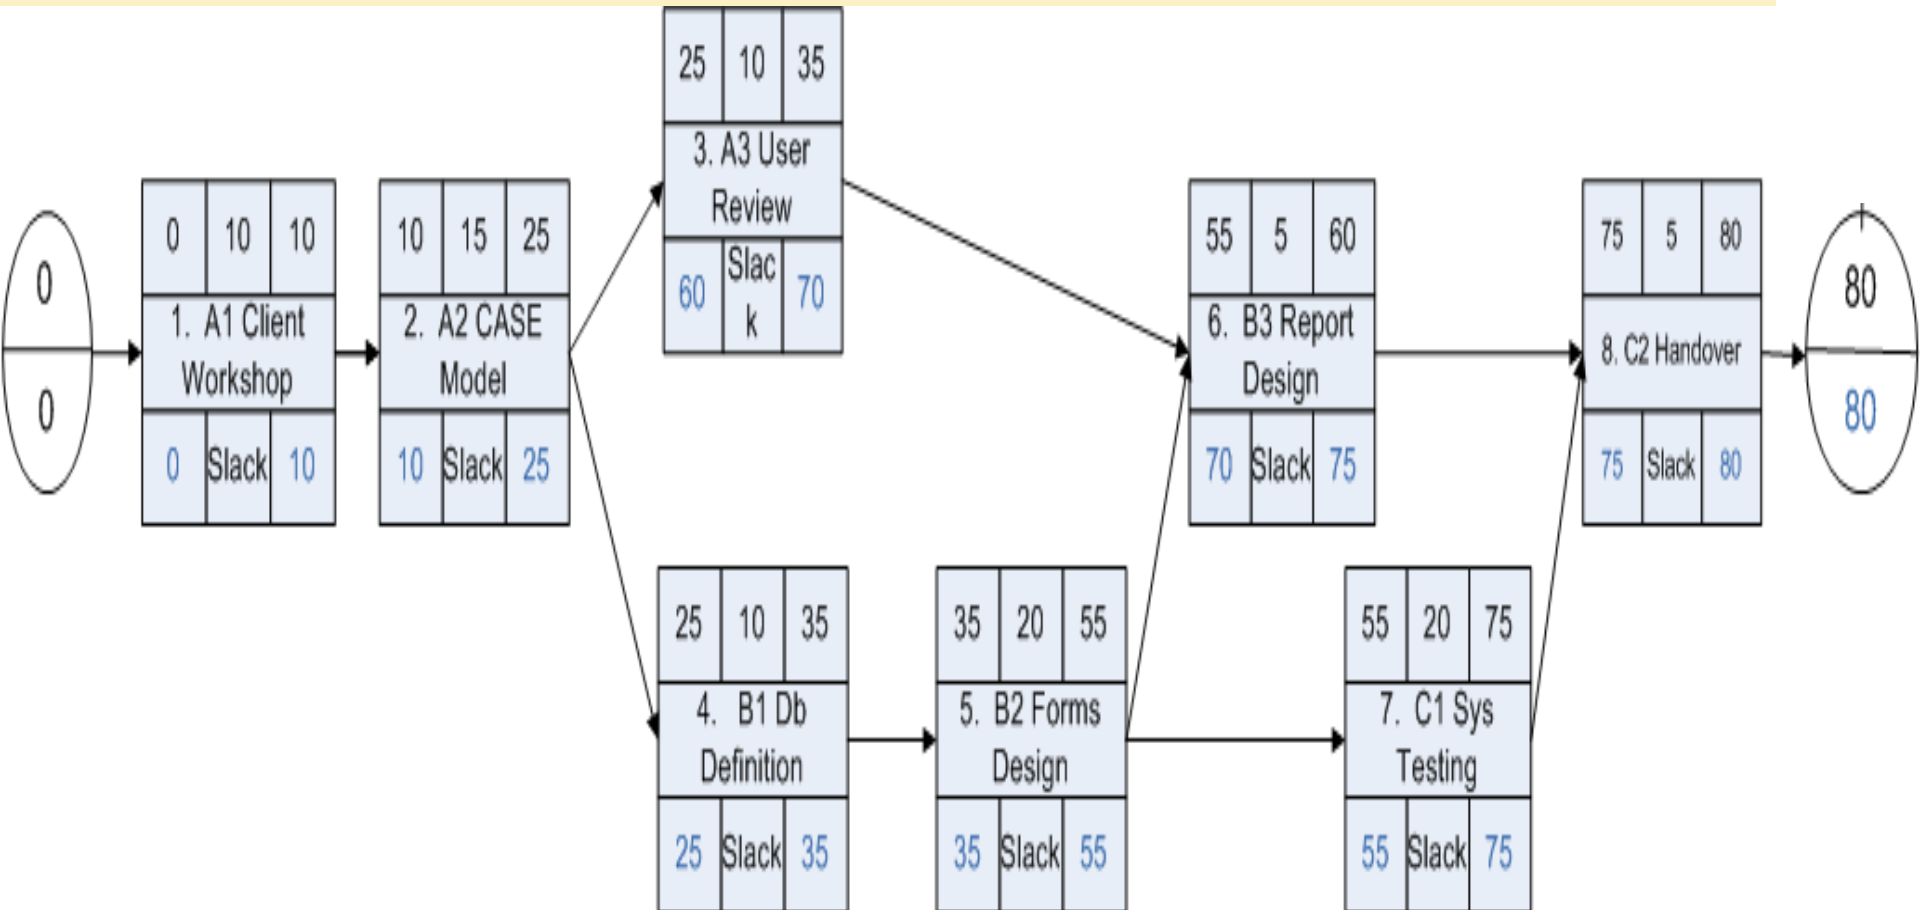 0
0
0 10 10
1. A1 Client
Workshop
0 Slack 10
10 15 25
2. A2 CASE
Model
10 Slack 25
25 10 35
3. A3 User
Review
60 Slac
k 70
25 10 35
4. B1 Db
Definition
25 Slack 35
35 20 55
5. B2 Forms
Design
35 Slack 55
55 5 60
6. B3 Report
Design
70 Slack 75
55 20 75
7. C1 Sys
Testing
55 Slack 75
75 5 80
8. C2 Handover
75 Slack 80
80
80